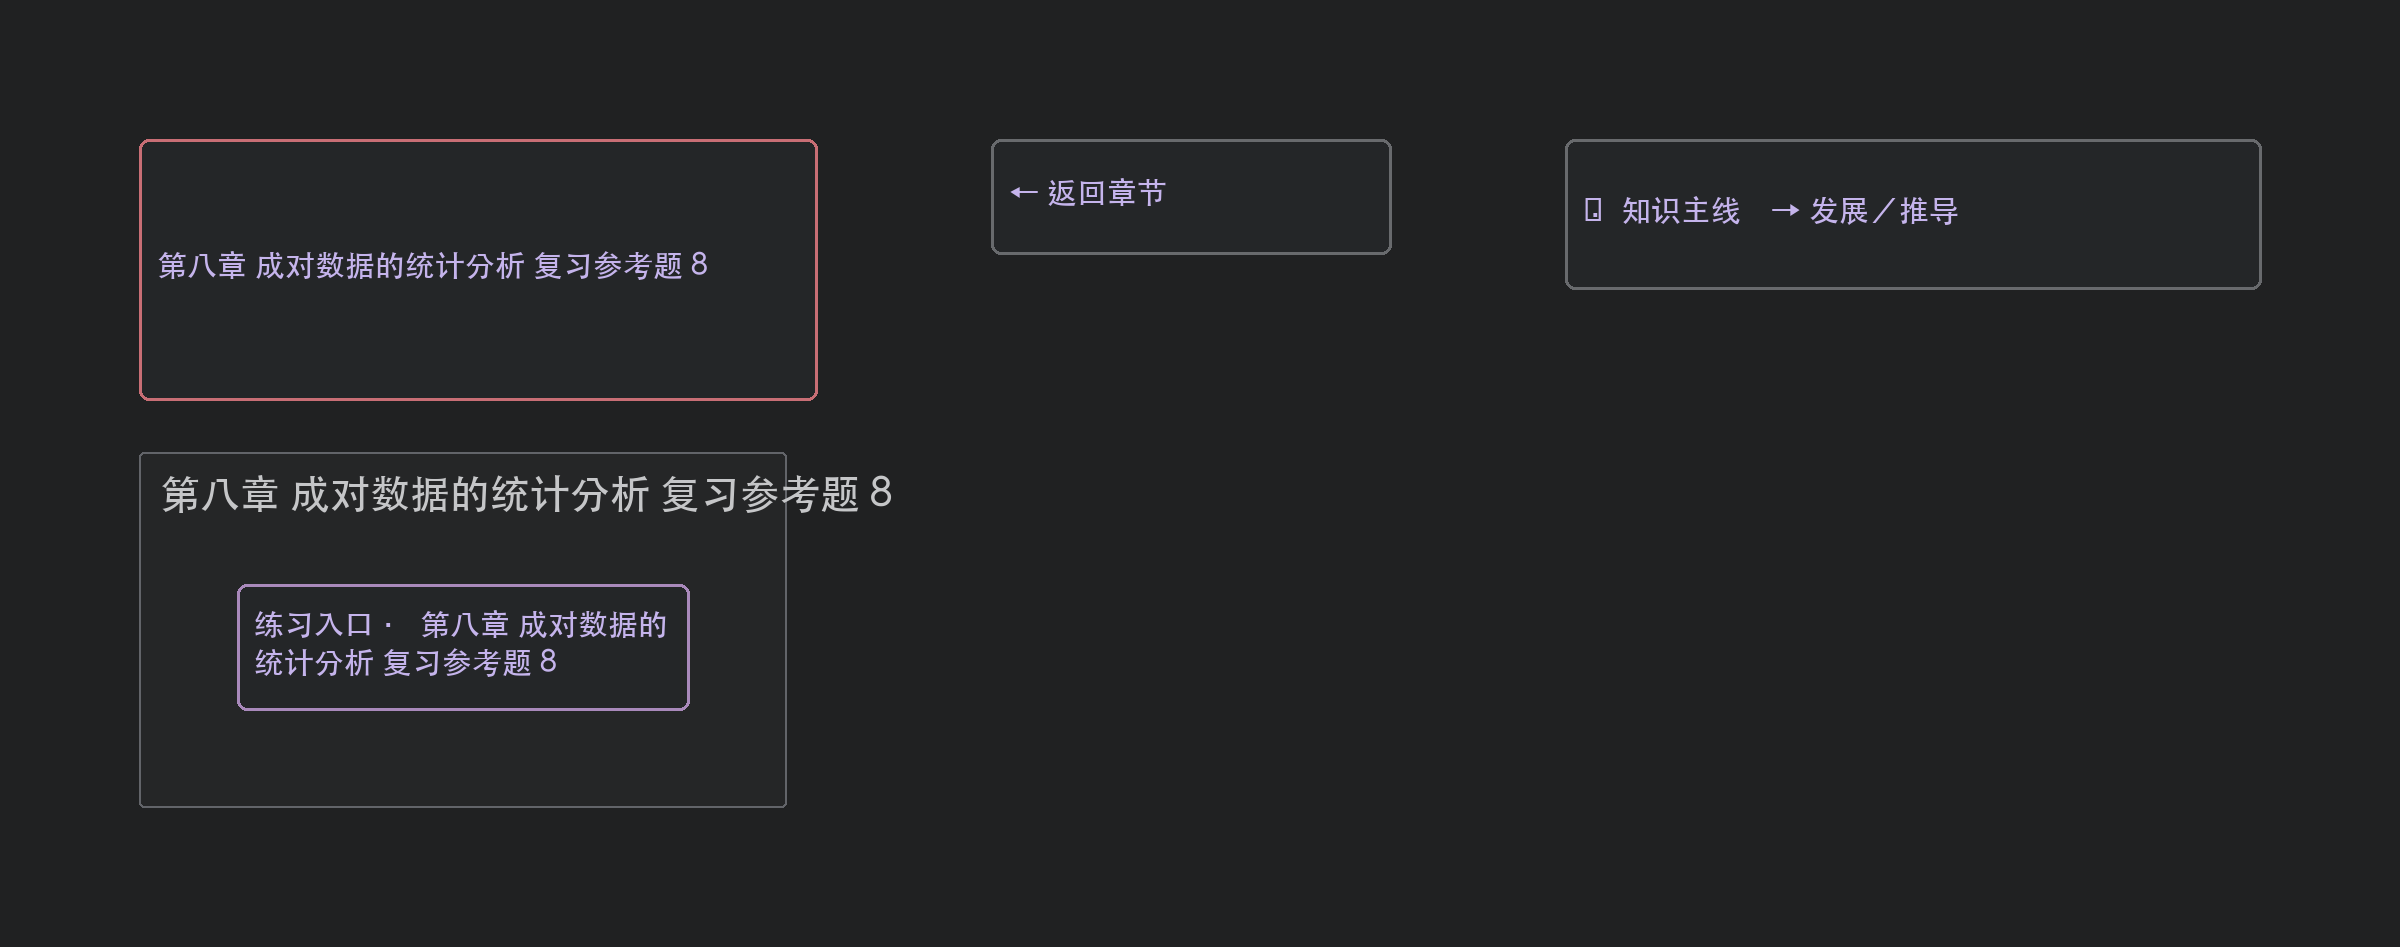 第八章 成对数据的统计分析 复习参考题 8
← 返回章节
知识主线 → 发展／推导
第八章 成对数据的统计分析 复习参考题 8
练习入口 · 第八章 成对数据的
统计分析 复习参考题 8